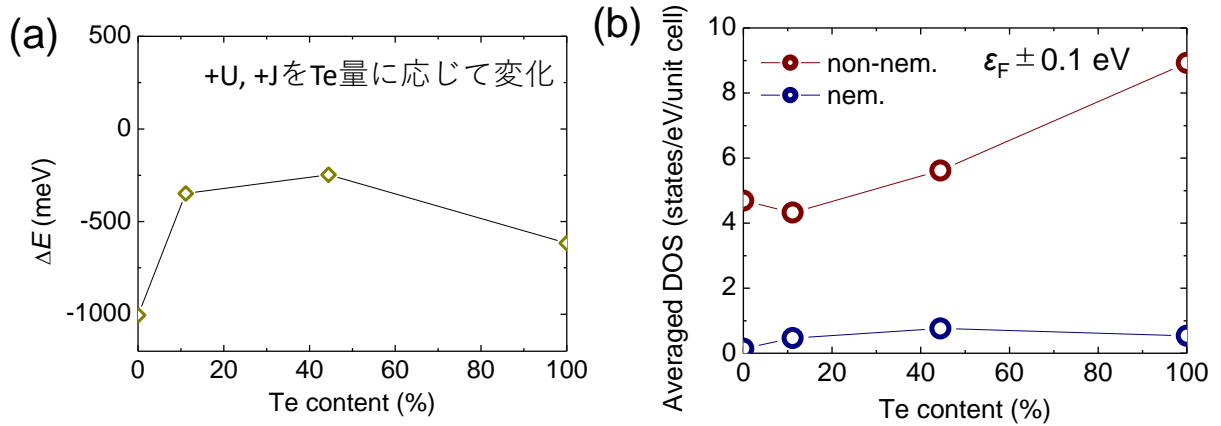 (a)
500
0
-500
-1000
ΔE (meV)
+U, +JをTe量に応じて変化
0 20 40 60 80 100
Te content (%)
(b)
10
8
6
4
2
0
Averaged DOS (states/eV/unit cell)
non-nem.
nem.
εF ± 0.1 eV
0 20 40 60 80 100
Te content (%)